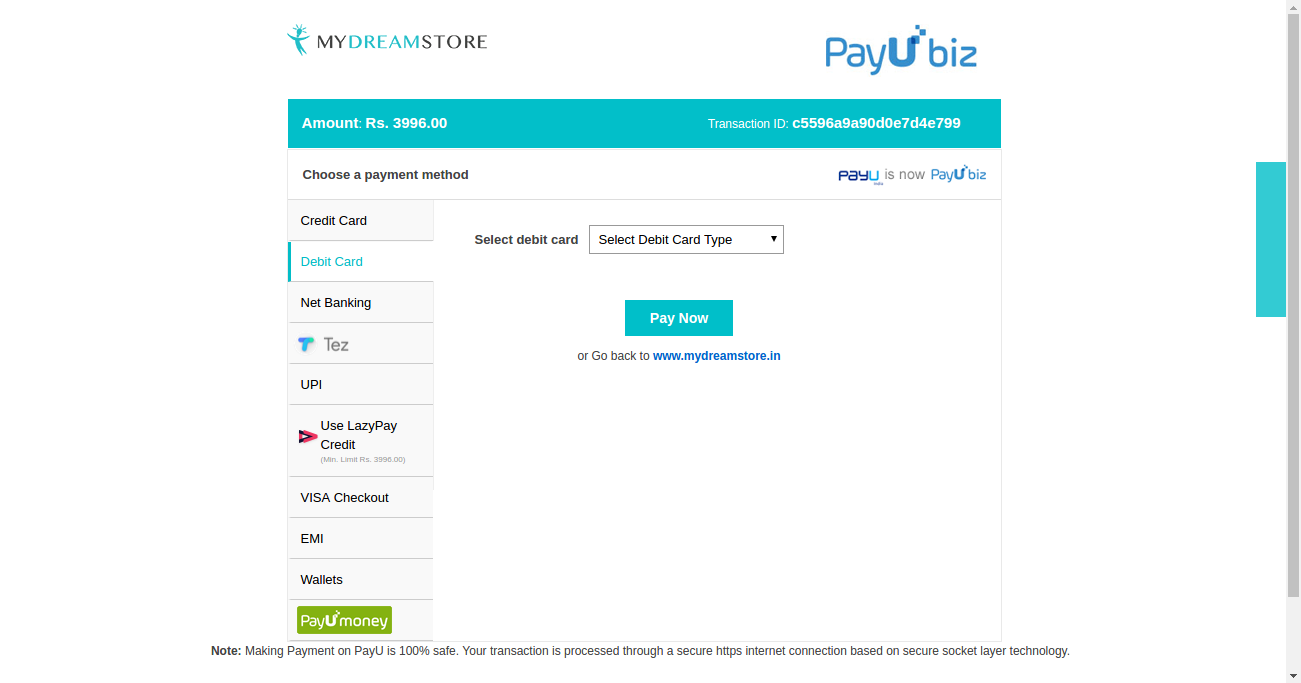 MYDREAMSTORE
PayU biz
Amount: Rs. 3996.00
Transaction ID: c5596a9a90d0e7d4e799
Choose a payment method
PayU India is now PayU biz
Credit Card
Select debit card
Select Debit Card Type
Debit Card
Net Banking
Pay Now
Tez
or Go back to www.mydreamstore.in
UPI
Use LazyPay
Credit
(Min. Limit Rs. 3996.00)
VISA Checkout
EMI
Wallets
PayUmoney
Note: Making Payment on PayU is 100% safe. Your transaction is processed through a secure https internet connection based on secure socket layer technology.